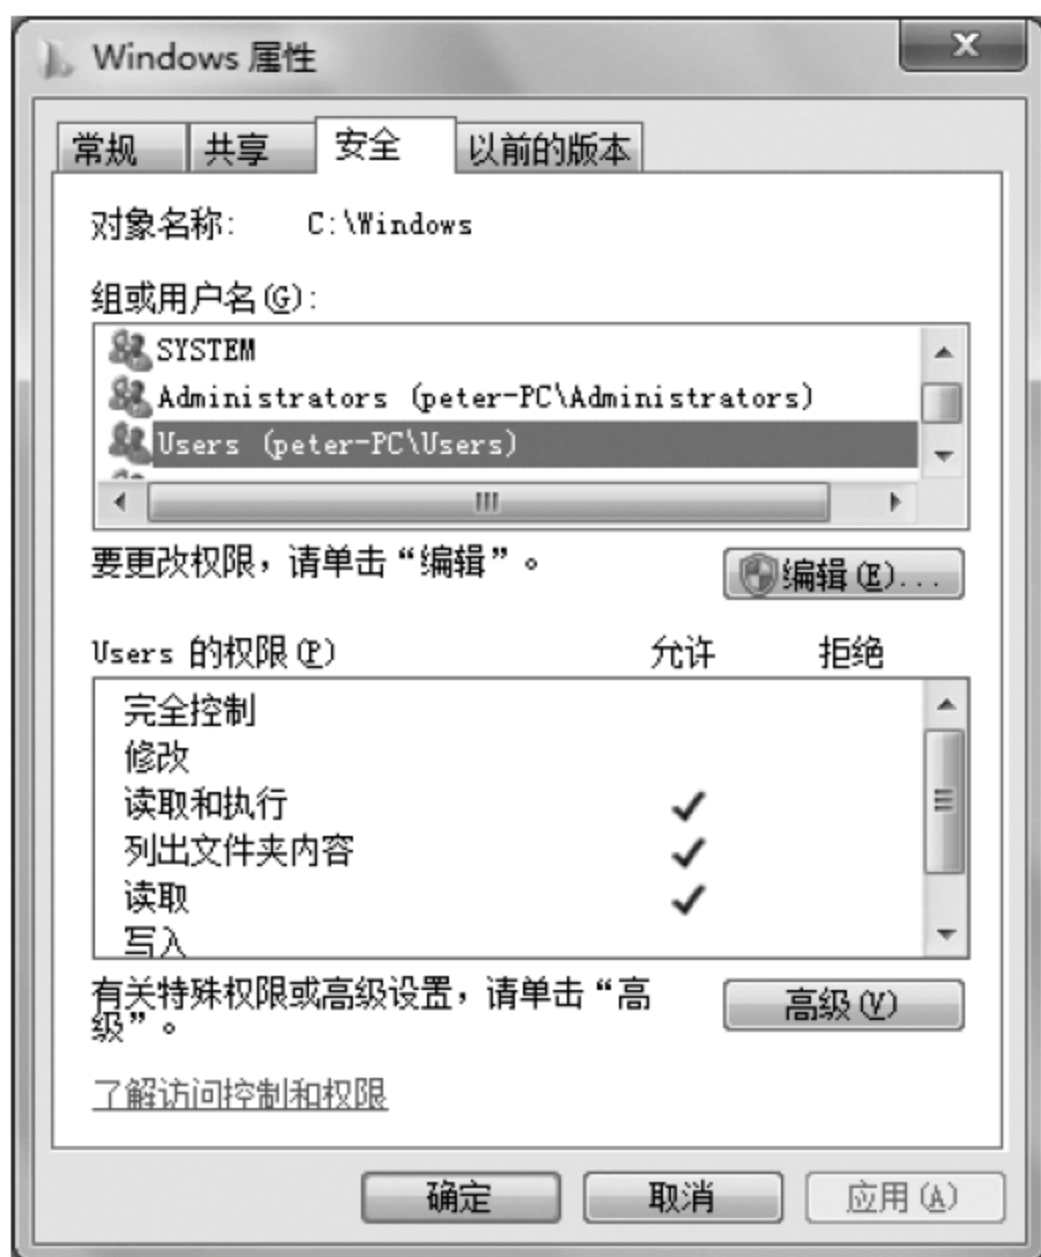 Windows 属性
X
常规 共享 安全 以前的版本
对象名称: C:\Windows
组或用户名(G):
SYSTEM
Administrators (peter-PC\Administrators)
Users (peter-PC\Users)
要更改权限，请单击“编辑”。 编辑(E)...
Users 的权限(P) 允许 拒绝
完全控制
修改
读取和执行
列出文件夹内容
读取
写入
有关特殊权限或高级设置，请单击“高
级”。 高级(V)
了解访问控制和权限
确定 取消 应用(A)